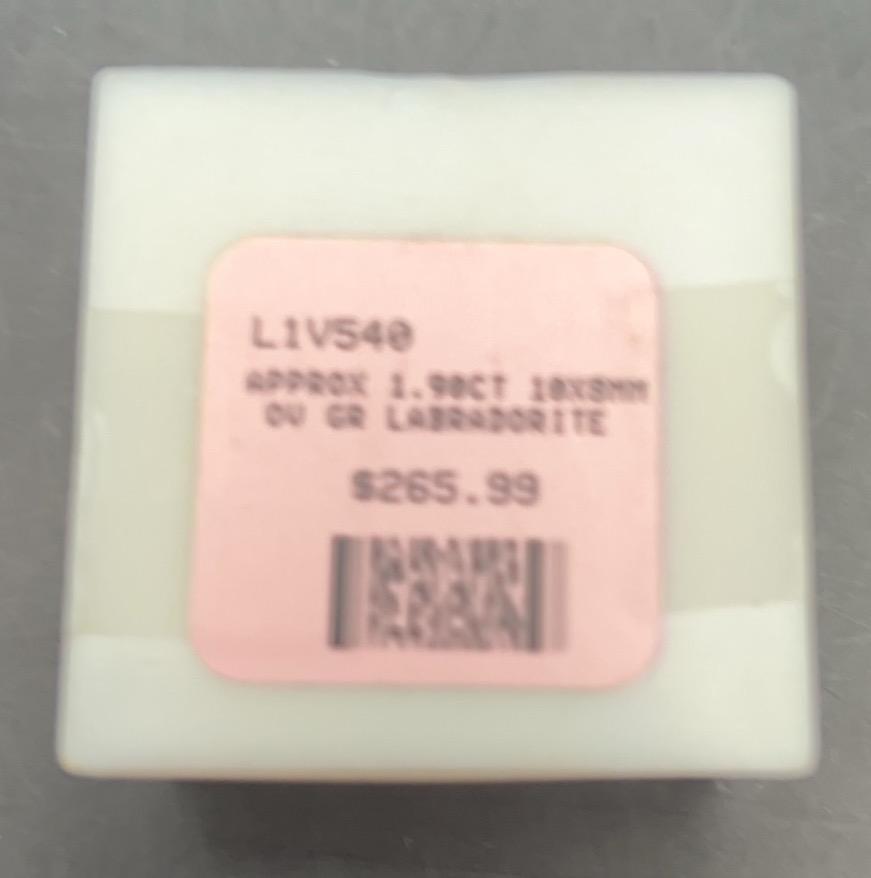 L1V540
APPROX 1.90CT 10X8MM
OV GR LABRADORITE
$265.99